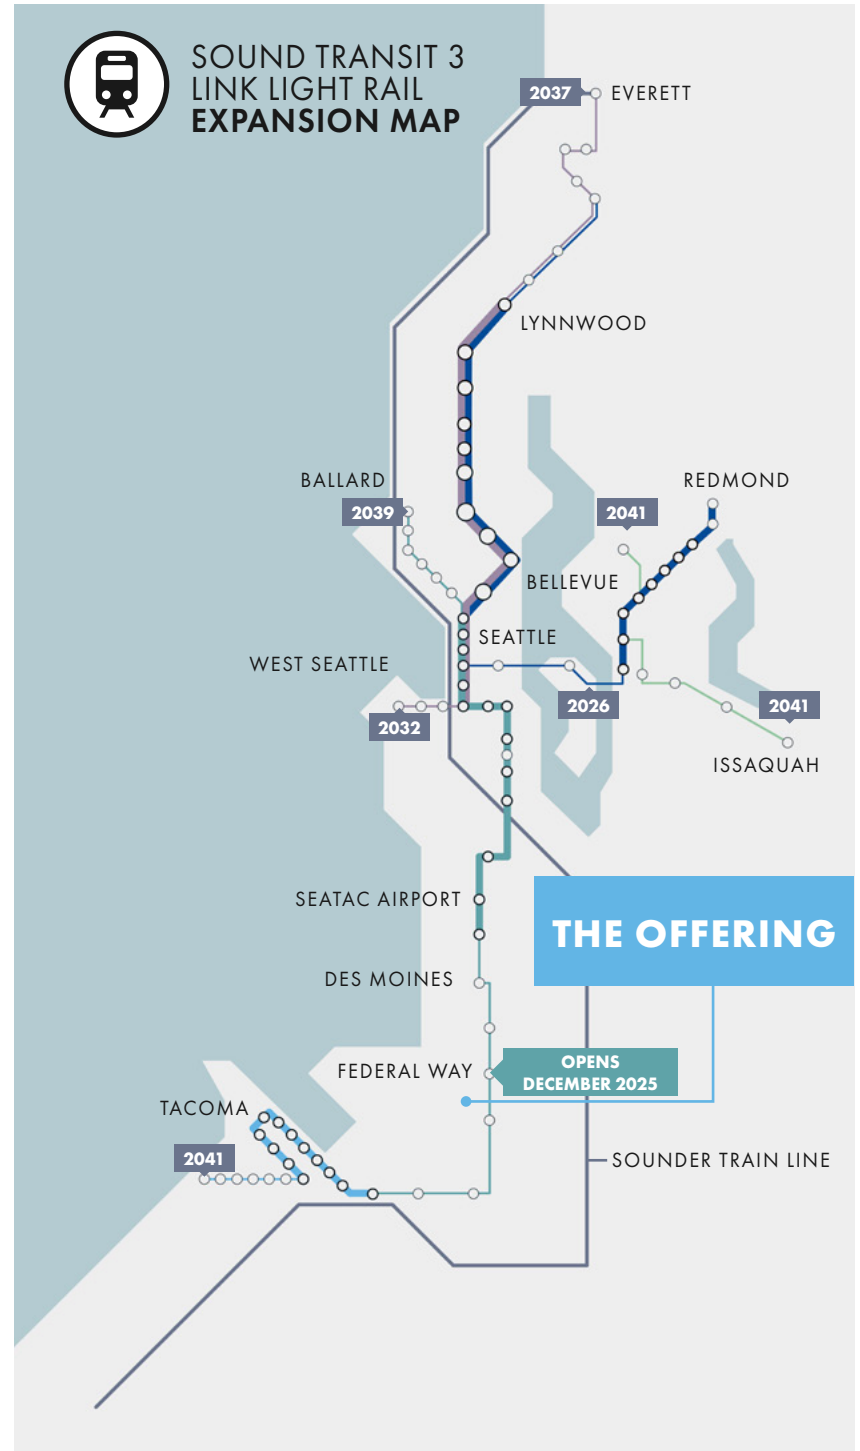 SOUND TRANSIT 3
LINK LIGHT RAIL
EXPANSION MAP
2037
EVERETT
LYNNWOOD
BALLARD
2039
REDMOND
2041
BELLEVUE
SEATTLE
WEST SEATTLE
2032
2026
2041
ISSAQUAH
SEATAC AIRPORT
THE OFFERING
DES MOINES
FEDERAL WAY
OPENS
DECEMBER 2025
TACOMA
2041
SOUNDER TRAIN LINE